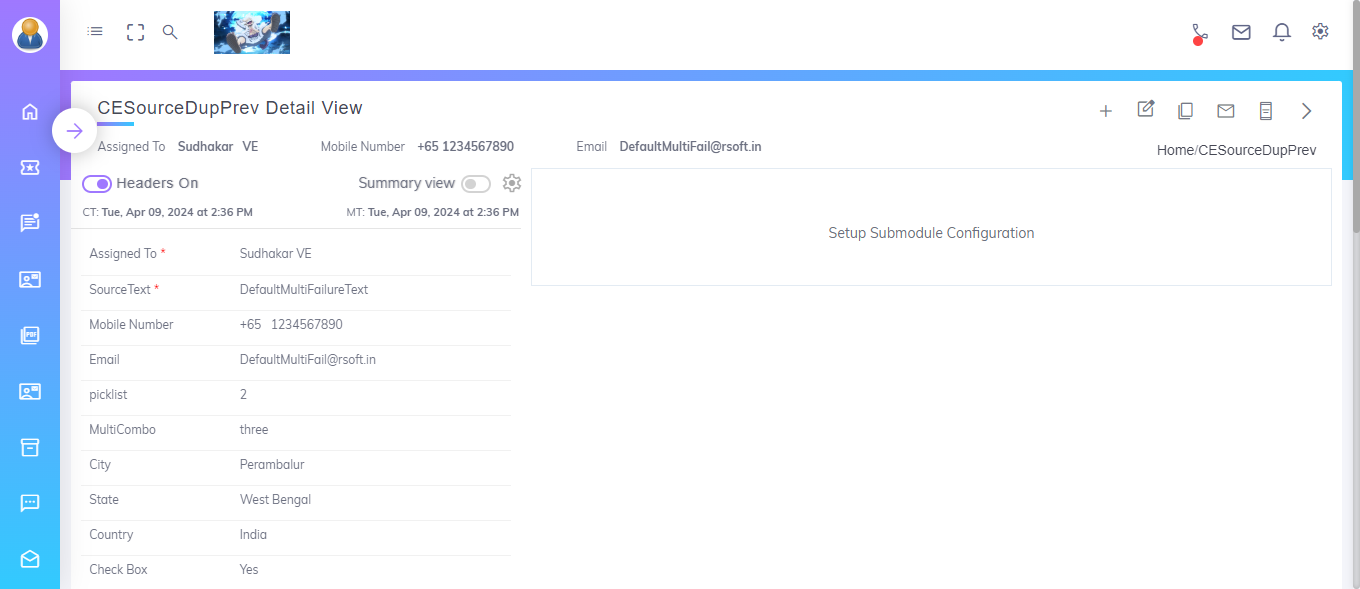 CESourceDupPrev Detail View
Assigned To Sudhakar VE Mobile Number +65 1234567890 Email DefaultMultiFail@rsoft.in
Home/CESourceDupPrev
Headers On Summary view
CT: Tue, Apr 09, 2024 at 2:36 PM MT: Tue, Apr 09, 2024 at 2:36 PM
Assigned To * Sudhakar VE
SourceText * DefaultMultiFailureText
Mobile Number +65 1234567890
Email DefaultMultiFail@rsoft.in
picklist 2
MultiCombo three
City Perambalur
State West Bengal
Country India
Check Box Yes
Setup Submodule Configuration
PDF